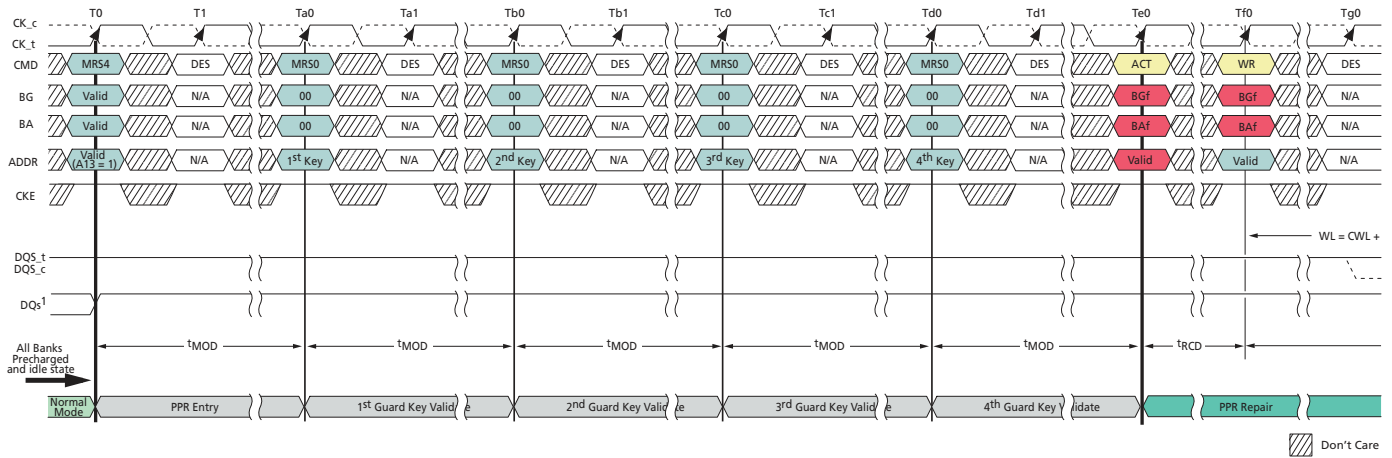 T0 T1 Ta0 Ta1 Tb0 Tb1 Tc0 Tc1 Td0 Td1 Te0 Tf0 Tg0
CK_c
CK_t
CMD MRS4 DES MRS0 DES MRS0 DES MRS0 DES MRS0 DES ACT WR DES
BG Valid N/A 00 N/A 00 N/A 00 N/A 00 N/A BGf BGf N/A
BA Valid N/A 00 N/A 00 N/A 00 N/A 00 N/A BAf BAf N/A
ADDR Valid (A13 = 1) N/A 1st Key N/A 2nd Key N/A 3rd Key N/A 4th Key N/A Valid Valid N/A
CKE
WL = CWL +
DQS_t
DQS_c
DQs1
All Banks
Precharged
and idle state
tMOD tMOD tMOD tMOD tMOD tRCD
Normal
Mode
PPR Entry 1st Guard Key Valid e 2nd Guard Key Valid te 3rd Guard Key Valid e 4th Guard Key V idate PPR Repair
Don't Care